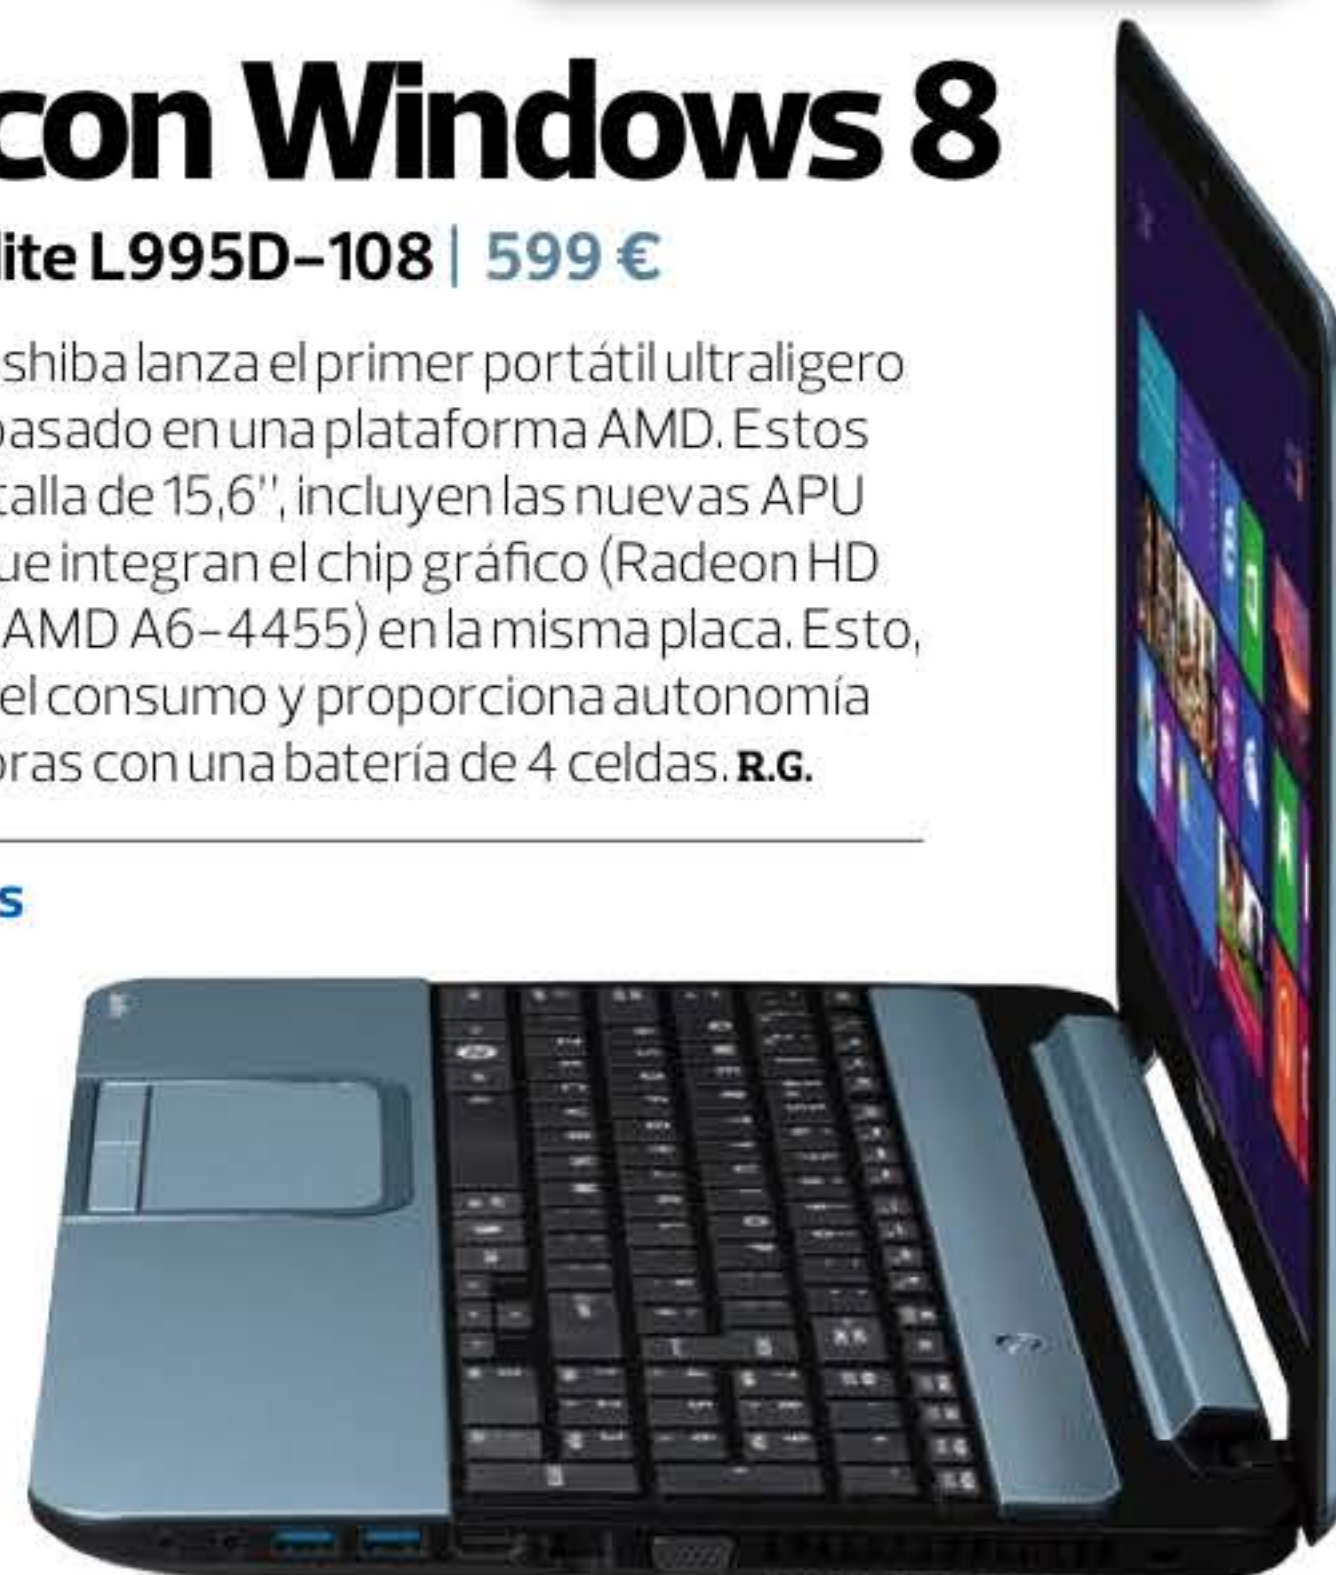 con Windows 8
lite L995D-108 | 599 €
shiba lanza el primer portátil ultraligero
basado en una plataforma AMD. Estos
talla de 15,6'', incluyen las nuevas APU
ue integran el chip gráfico (Radeon HD
AMD A6-4455) en la misma placa. Esto,
el consumo y proporciona autonomía
oras con una batería de 4 celdas. R.G.
s